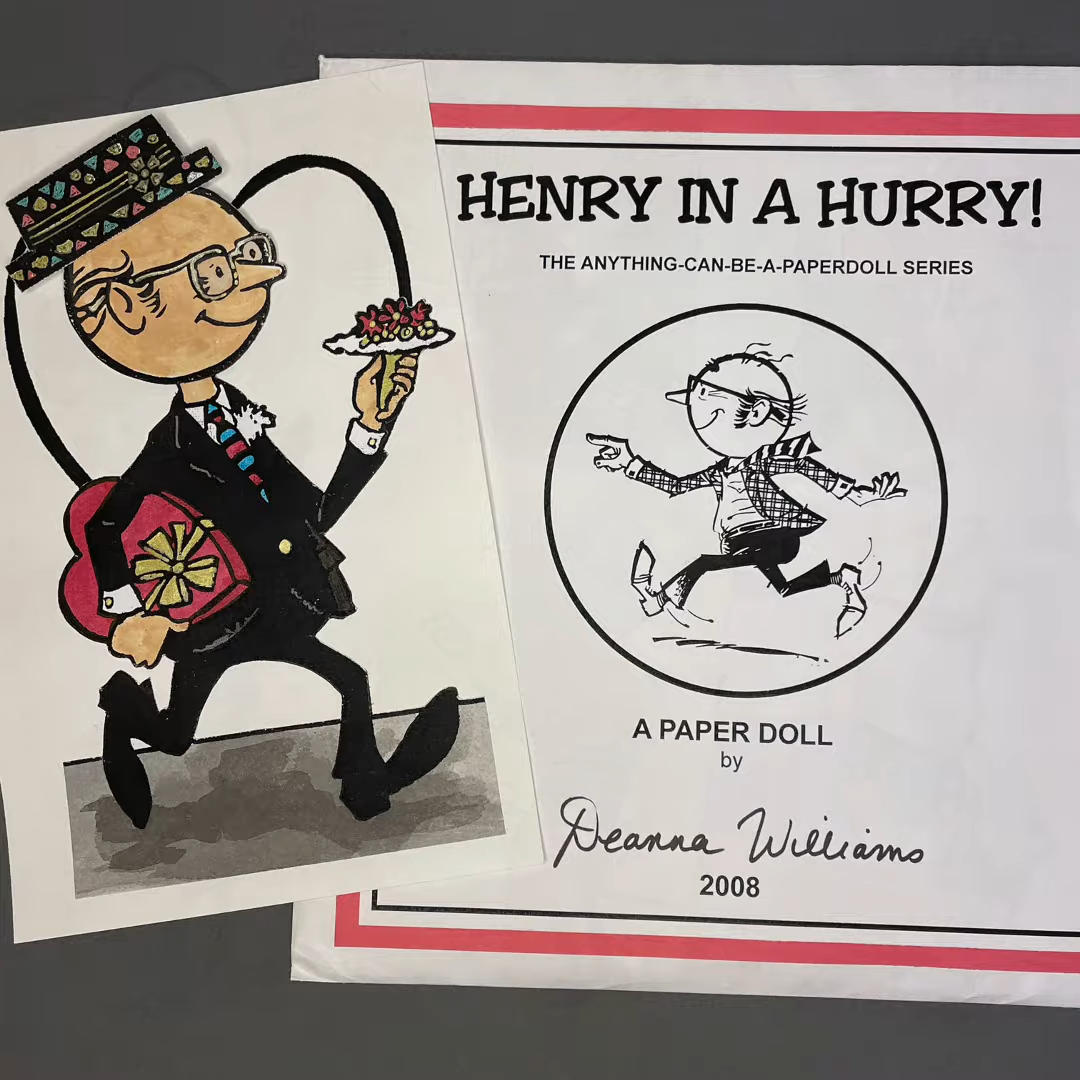 HENRY IN A HURRY!
THE ANYTHING-CAN-BE-A-PAPERDOLL SERIES
A PAPER DOLL
by
Deanna Williams
2008